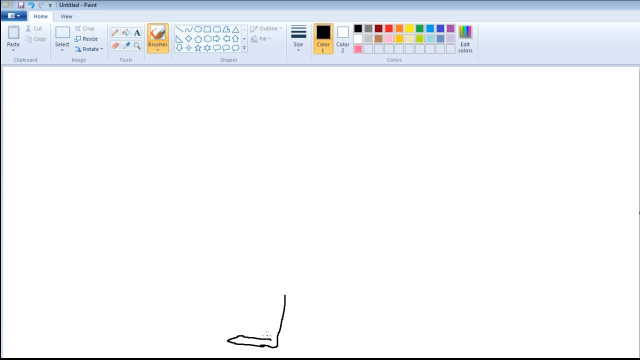 Untitled - Paint
Home View
Paste
Cut
Copy
Clipboard
Select
Crop
Resize
Rotate
Image
A
Tools
Brushes
Shapes
Outline
Fill
Size
Color 1
Color 2
Edit colors
Colors